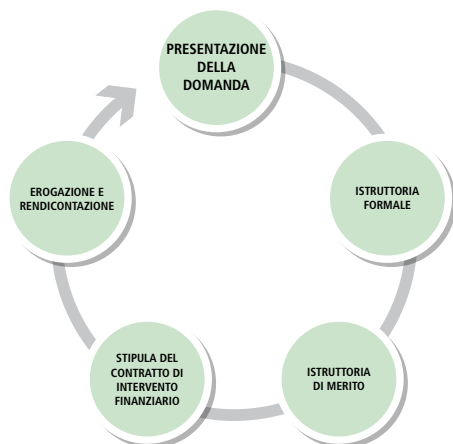 PRESENTAZIONE
DELLA
DOMANDA
ISTRUTTORIA
FORMALE
ISTRUTTORIA
DI MERITO
STIPULA DEL
CONTRATTO DI
INTERVENTO
FINANZIARIO
EROGAZIONE E
RENDICONTAZIONE